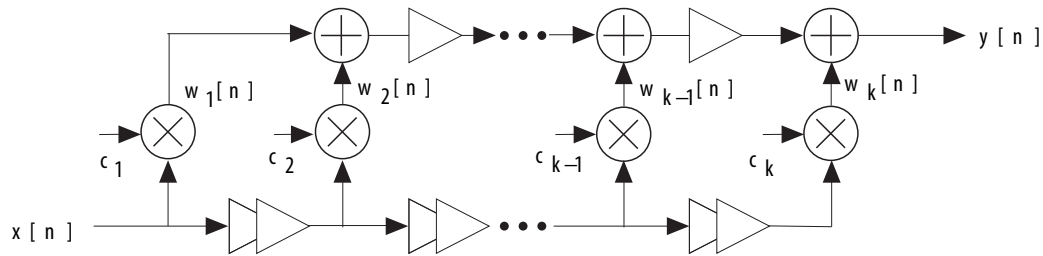 y [ n ]
w 1[ n ]
w 2[ n ]
w k–1[ n ]
w k[ n ]
c 1
c 2
c k–1
c k
x [ n ]